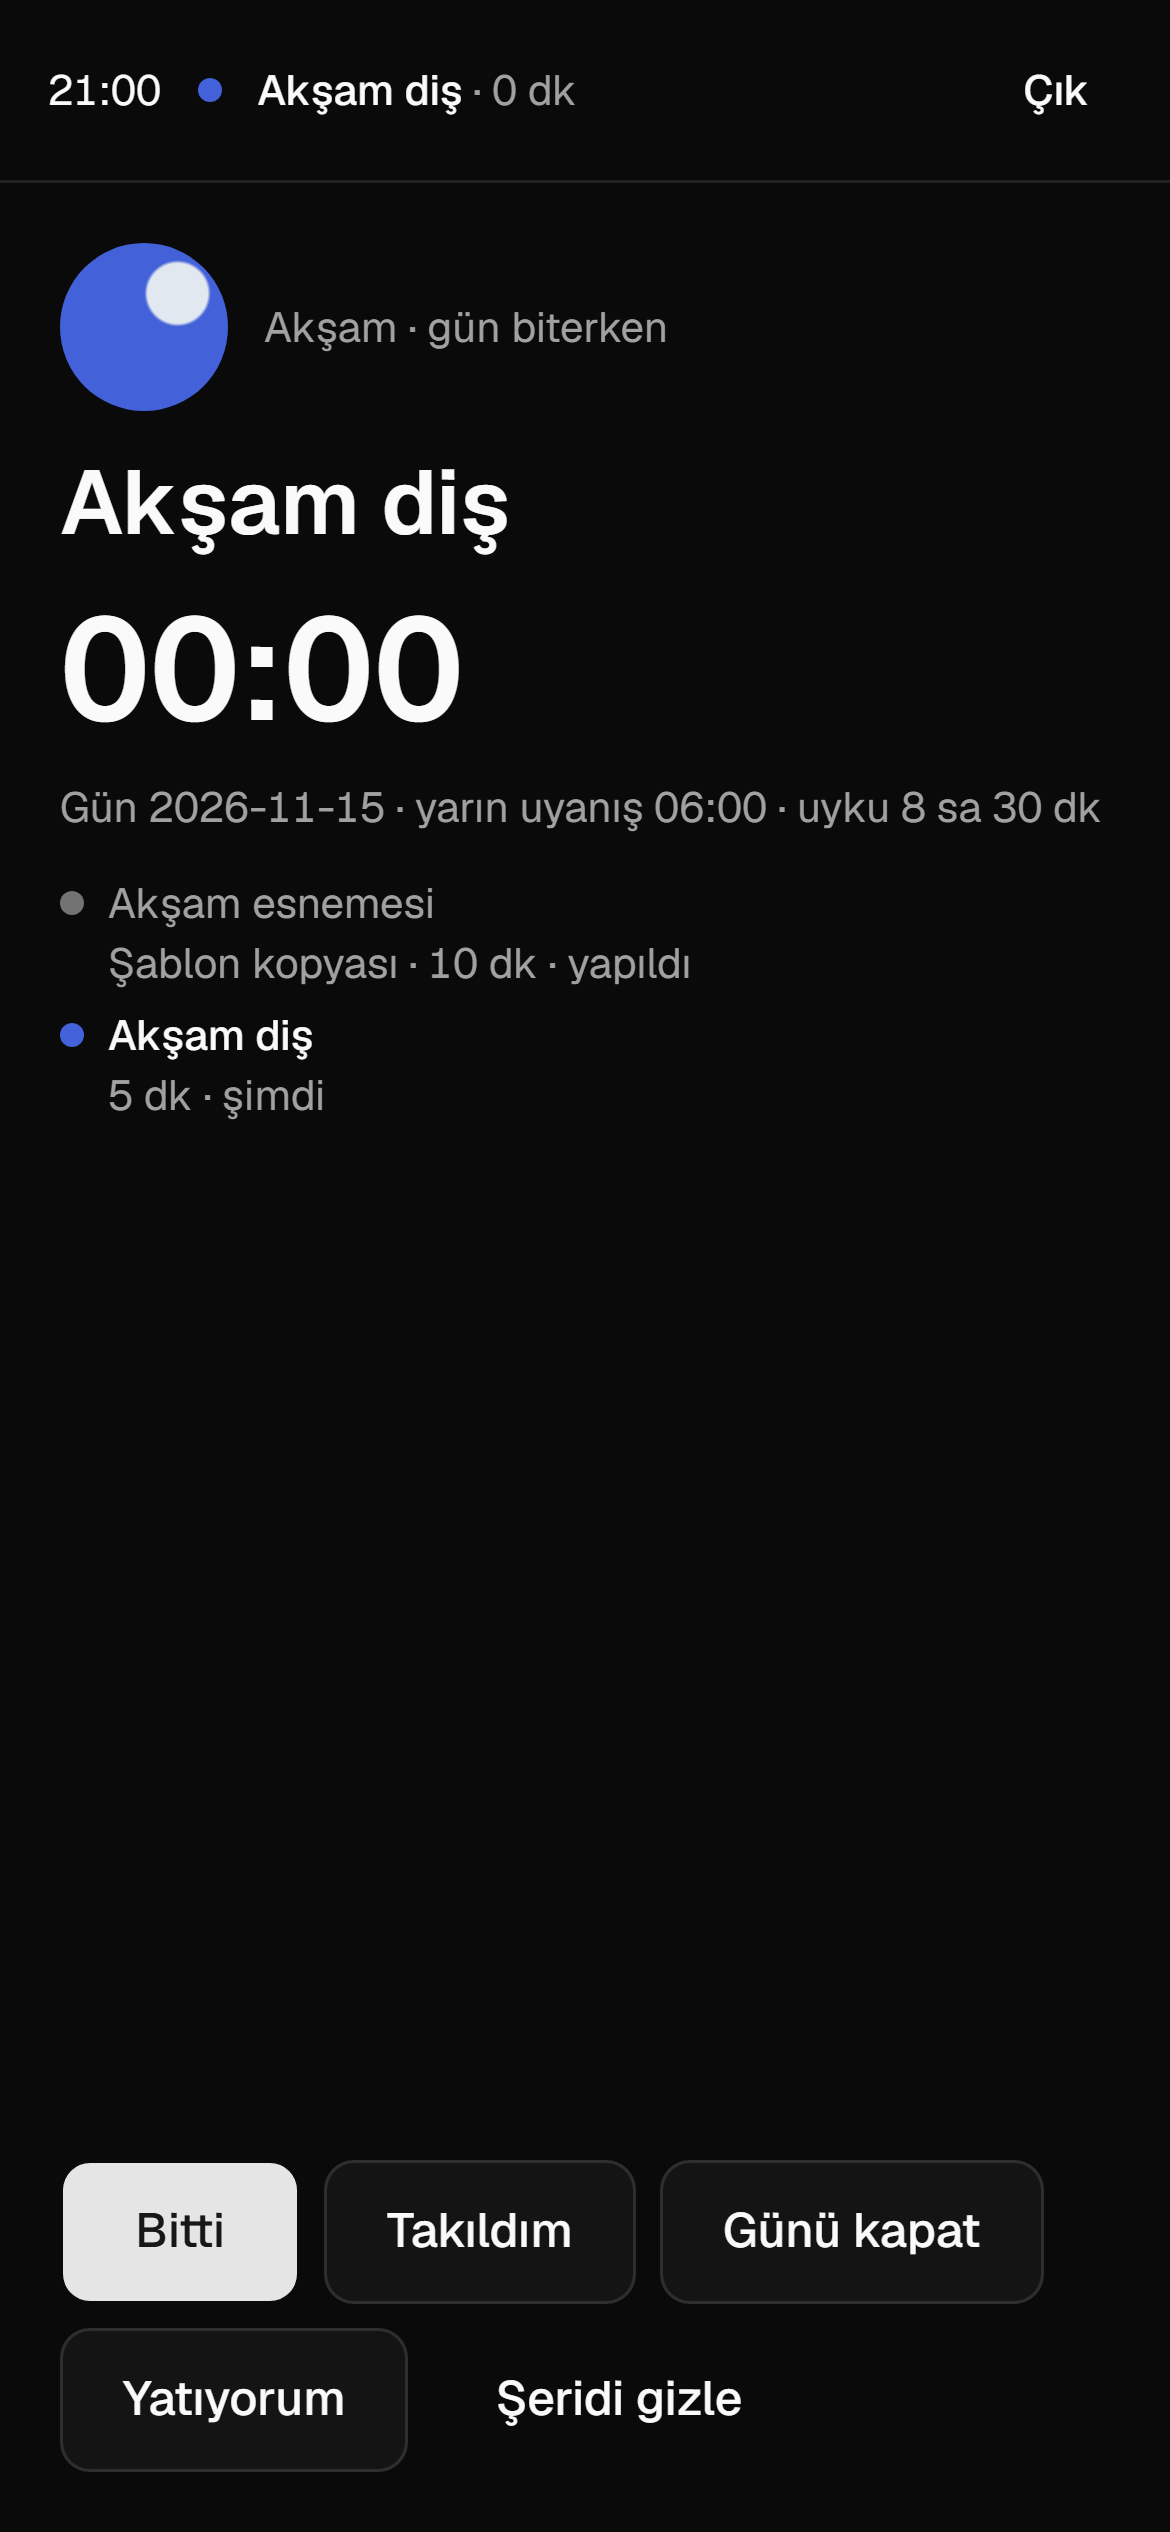 21:00 Akşam diş · 0 dk Çık
Akşam · gün biterken
Akşam diş
00:00
Gün 2026-11-15 · yarın uyanış 06:00 · uyku 8 sa 30 dk
Akşam esnemesi
Şablon kopyası · 10 dk · yapıldı
Akşam diş
5 dk · şimdi
Bitti Takıldım Günü kapat
Yatıyorum Şeridi gizle